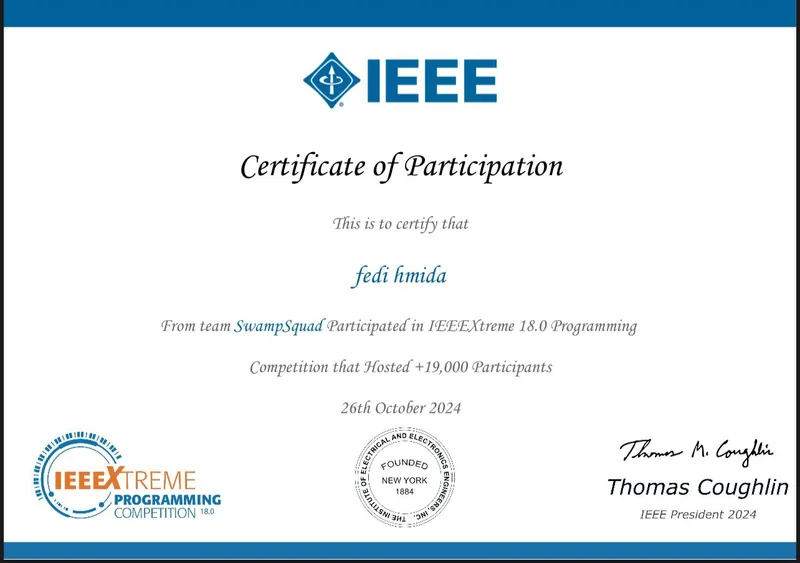 IEEE
Certificate of Participation
This is to certify that
fedi hmida
From team SwampSquad Participated in IEEEXtreme 18.0 Programming
Competition that Hosted +19,000 Participants
26th October 2024
IEEEXTREME
PROGRAMMING
COMPETITION 18.0
THE INSTITUTE OF ELECTRICAL AND ELECTRONICS ENGINEERS, INC.
FOUNDED
NEW YORK
1884
Thomas M. Coughlin
Thomas Coughlin
IEEE President 2024